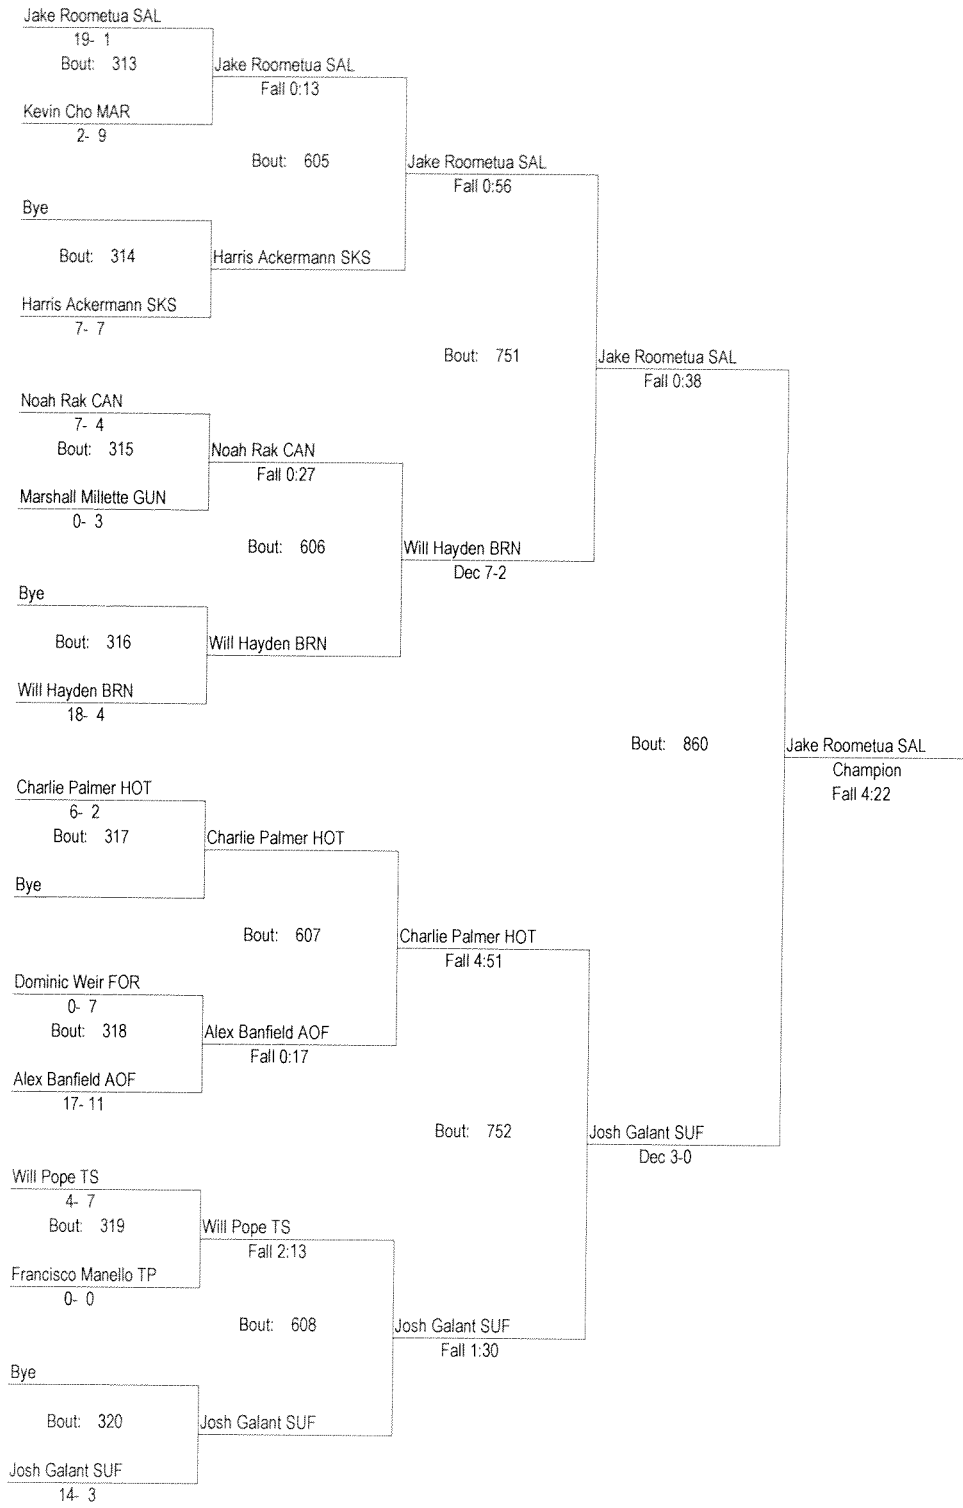 Jake Roometua SAL
19- 1
Bout: 313
Jake Roometua SAL
Fall 0:13
Kevin Cho MAR
2- 9
Bout: 605
Jake Roometua SAL
Fall 0:56
Bye
Bout: 314
Harris Ackermann SKS
Harris Ackermann SKS
7- 7
Bout: 751
Jake Roometua SAL
Fall 0:38
Noah Rak CAN
7- 4
Bout: 315
Noah Rak CAN
Fall 0:27
Marshall Millette GUN
0- 3
Bout: 606
Will Hayden BRN
Dec 7-2
Bye
Bout: 316
Will Hayden BRN
Will Hayden BRN
18- 4
Bout: 860
Jake Roometua SAL
Champion
Fall 4:22
Charlie Palmer HOT
6- 2
Bout: 317
Charlie Palmer HOT
Bye
Bout: 607
Charlie Palmer HOT
Fall 4:51
Dominic Weir FOR
0- 7
Bout: 318
Alex Banfield AOF
Fall 0:17
Alex Banfield AOF
17- 11
Bout: 752
Josh Galant SUF
Dec 3-0
Will Pope TS
4- 7
Bout: 319
Will Pope TS
Fall 2:13
Francisco Manello TP
0- 0
Bout: 608
Josh Galant SUF
Fall 1:30
Bye
Bout: 320
Josh Galant SUF
Josh Galant SUF
14- 3